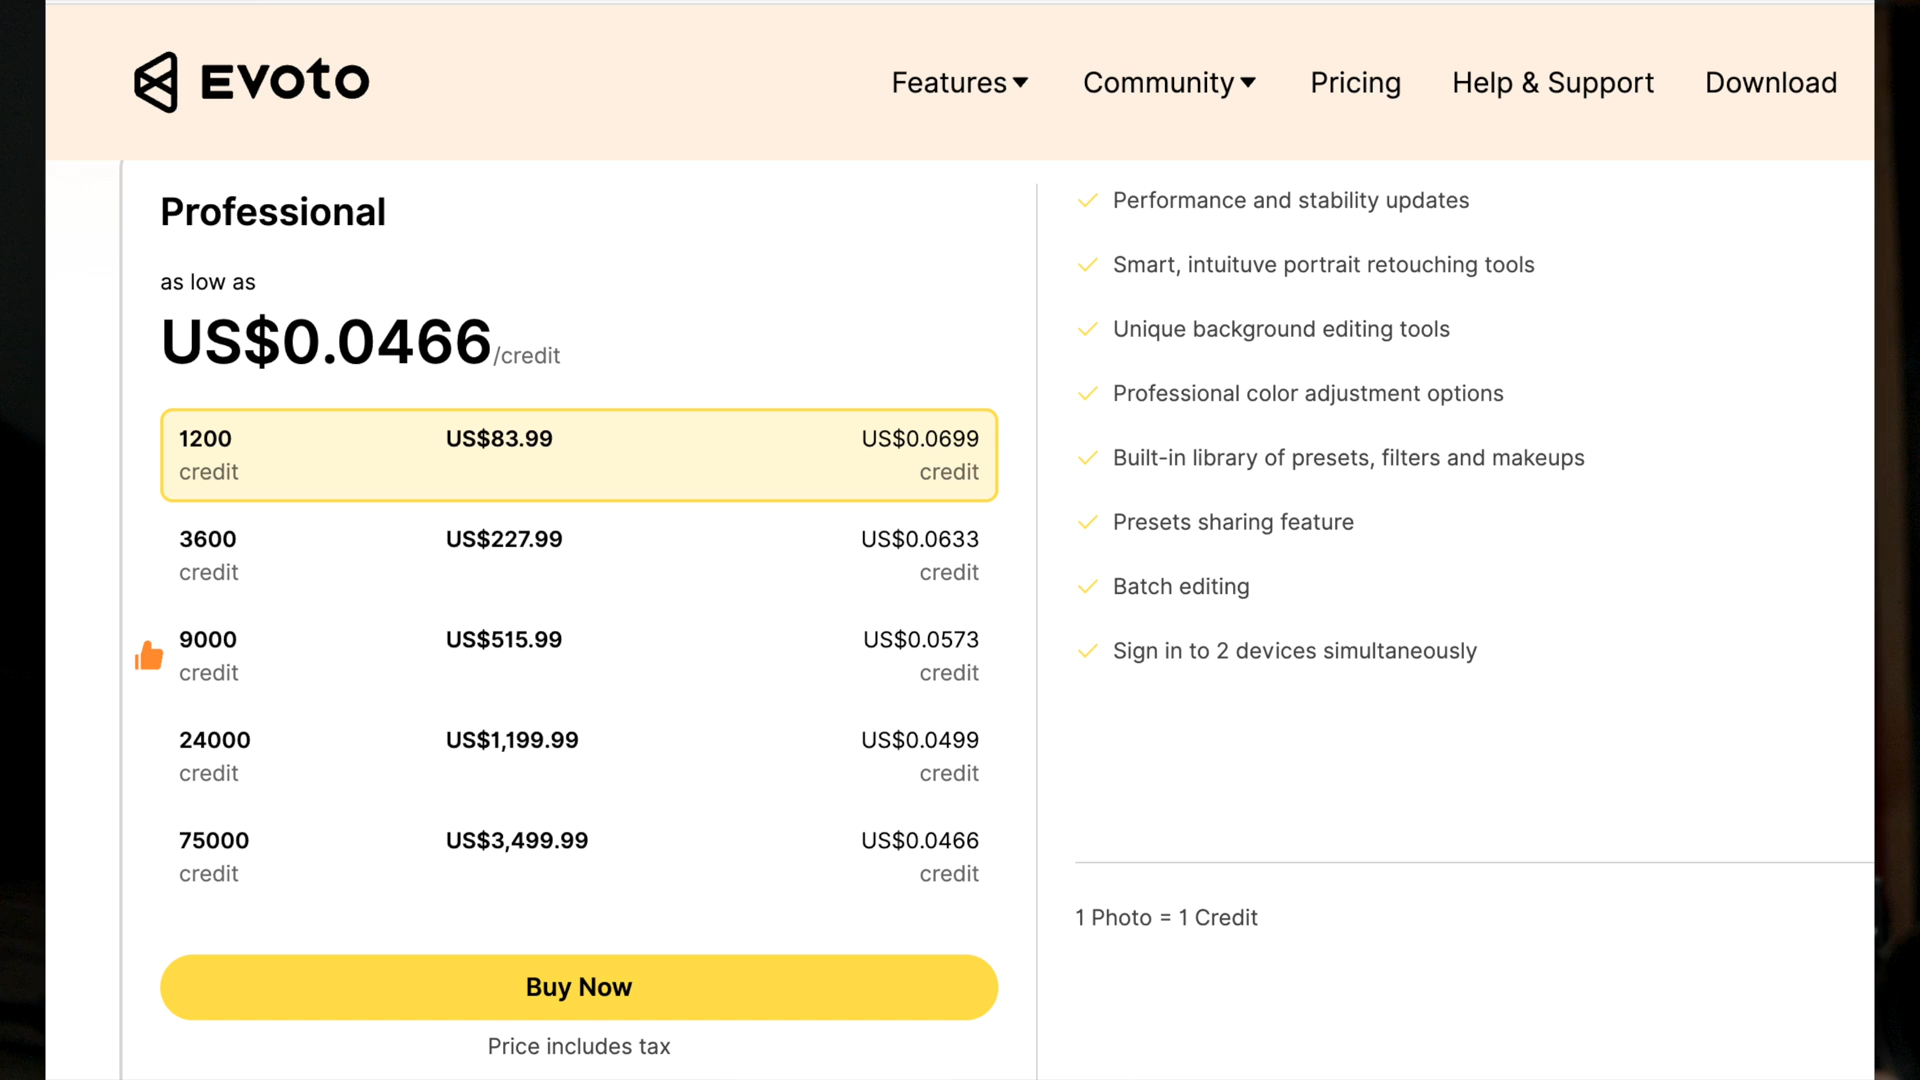 EVOTO
Features Community Pricing Help & Support Download
Professional
as low as
US$0.0466/credit
1200 US$83.99 US$0.0699
credit credit
3600 US$227.99 US$0.0633
credit credit
9000 US$515.99 US$0.0573
credit credit
24000 US$1,199.99 US$0.0499
credit credit
75000 US$3,499.99 US$0.0466
credit credit
Buy Now
Price includes tax
Performance and stability updates
Smart, intuituve portrait retouching tools
Unique background editing tools
Professional color adjustment options
Built-in library of presets, filters and makeups
Presets sharing feature
Batch editing
Sign in to 2 devices simultaneously
1 Photo = 1 Credit